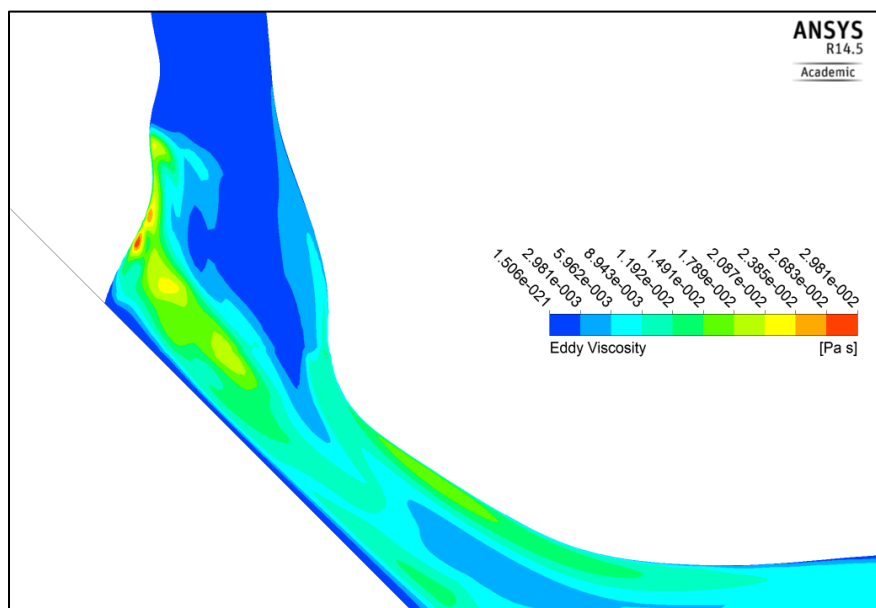 ANSYS
R14.5
Academic
1.506e-021
2.981e-003
5.962e-003
8.943e-003
1.192e-002
1.491e-002
1.789e-002
2.087e-002
2.385e-002
2.683e-002
2.981e-002
Eddy Viscosity
[Pa s]